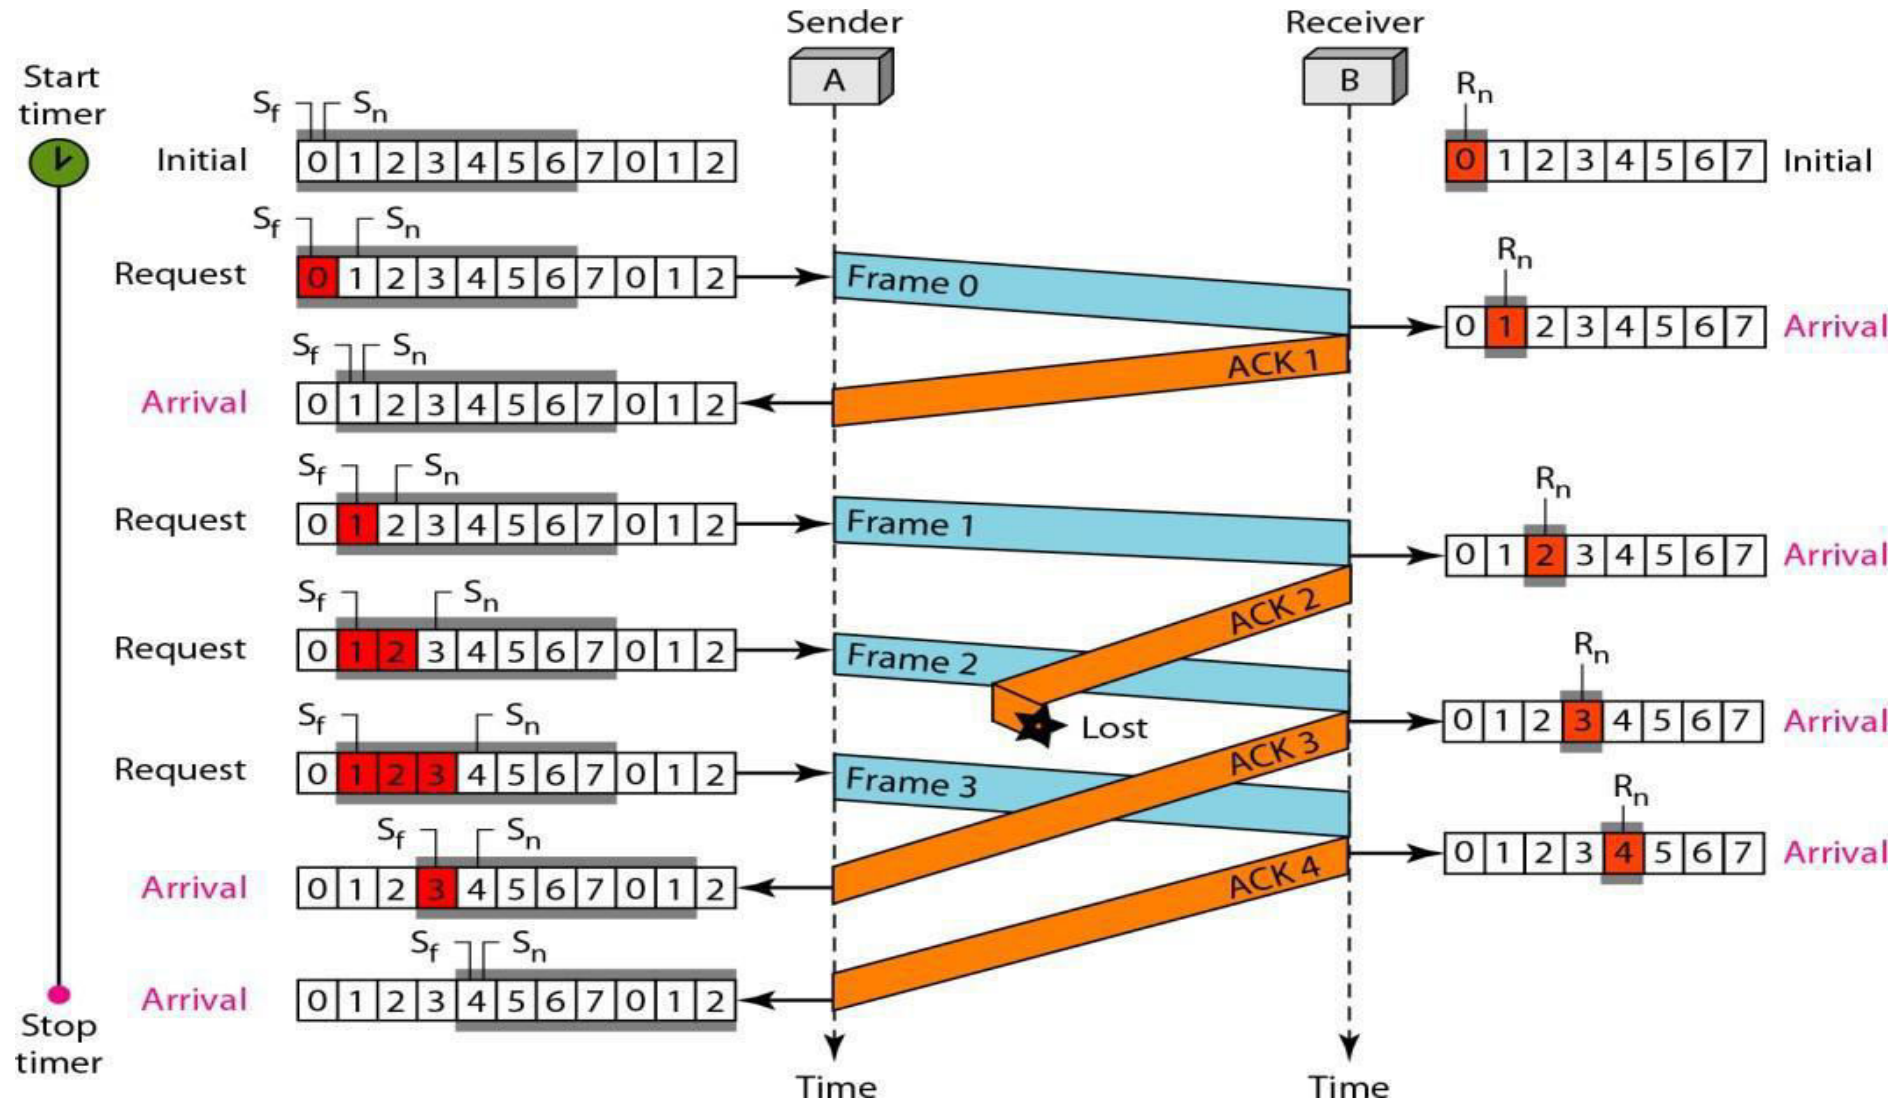 Sender Receiver
A B
Start
timer
Sf Sn Rn
Initial 0 1 2 3 4 5 6 7 0 1 2 0 1 2 3 4 5 6 7 Initial
Sf Sn
Request 0 1 2 3 4 5 6 7 0 1 2 Frame 0
Rn
0 1 2 3 4 5 6 7 Arrival
Sf Sn
ACK 1
Arrival 0 1 2 3 4 5 6 7 0 1 2
Sf Sn Rn
Request 0 1 2 3 4 5 6 7 0 1 2 Frame 1
0 1 2 3 4 5 6 7 Arrival
Sf Sn ACK 2
Request 0 1 2 3 4 5 6 7 0 1 2 Frame 2
Rn
Sf Sn Lost 0 1 2 3 4 5 6 7 Arrival
ACK 3
Request 0 1 2 3 4 5 6 7 0 1 2 Frame 3
Rn
Sf Sn
0 1 2 3 4 5 6 7 Arrival
Arrival 0 1 2 3 4 5 6 7 0 1 2 ACK 4
Sf Sn
Arrival 0 1 2 3 4 5 6 7 0 1 2
Stop
timer
Time Time